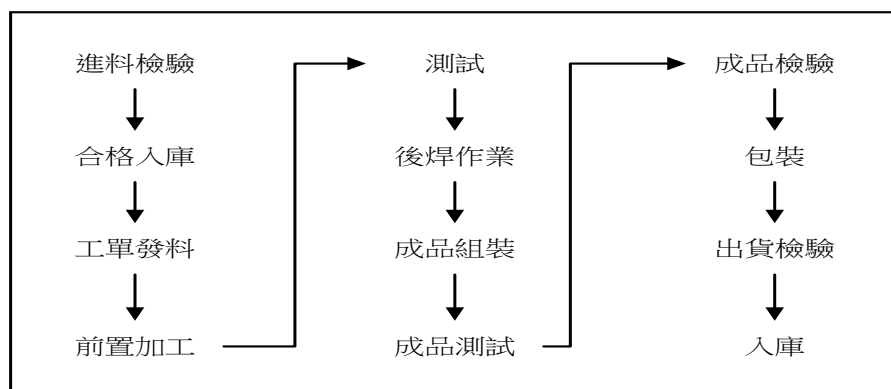 進料檢驗
合格入庫
工單發料
前置加工
測試
後焊作業
成品組裝
成品測試
成品檢驗
包裝
出貨檢驗
入庫